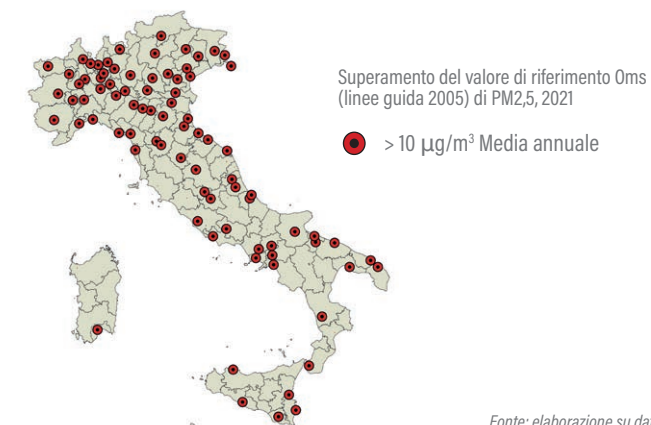 Superamento del valore di riferimento Oms
(linee guida 2005) di PM2,5, 2021
> 10 μg/m³ Media annuale
Fonte: elaborazione su